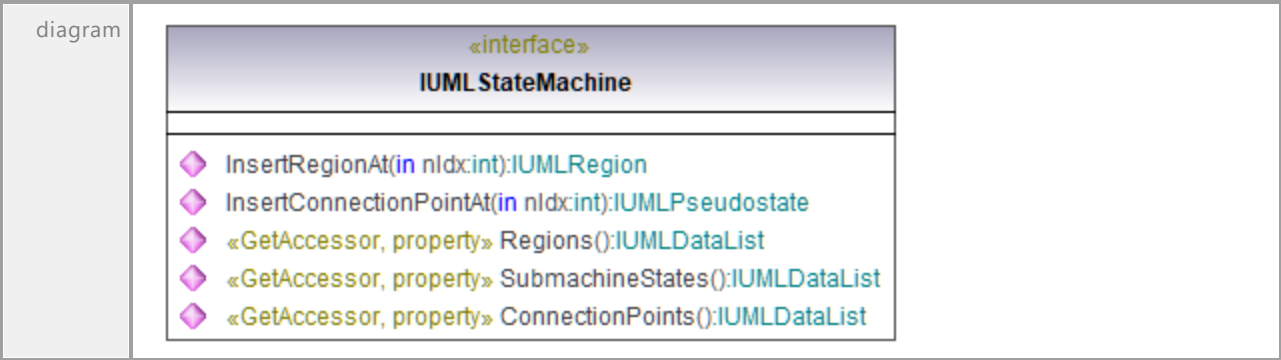 diagram
«interface»
IUMLStateMachine
InsertRegionAt(in nIdx:int):IUMLRegion
InsertConnectionPointAt(in nIdx:int):IUMLPseudostate
«GetAccessor, property» Regions():IUMLDataList
«GetAccessor, property» SubmachineStates():IUMLDataList
«GetAccessor, property» ConnectionPoints():IUMLDataList